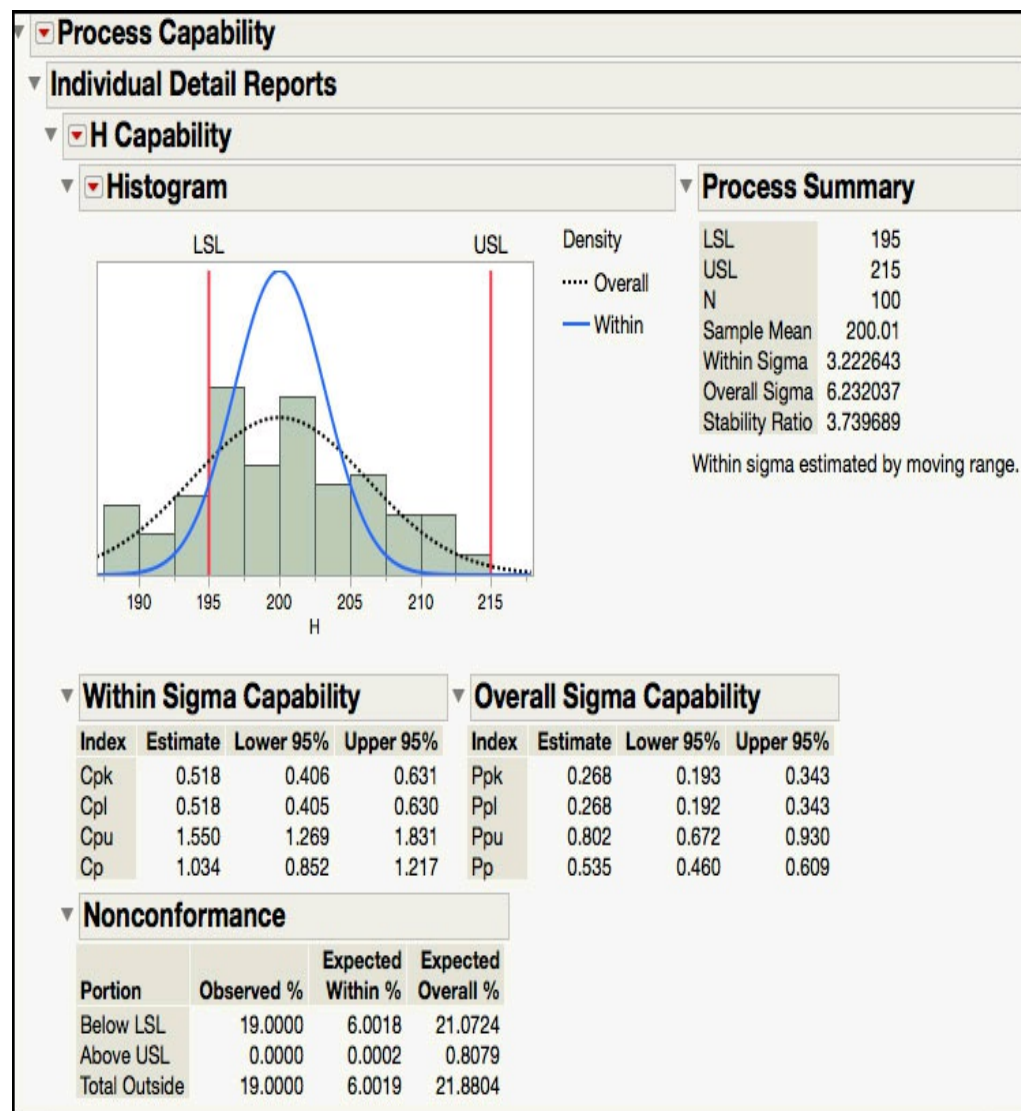 Process Capability
Individual Detail Reports
H Capability
Histogram
LSL USL
Density
Overall
Within
190 195 200 205 210 215
H
Process Summary
LSL 195
USL 215
N 100
Sample Mean 200.01
Within Sigma 3.222643
Overall Sigma 6.232037
Stability Ratio 3.739689
Within sigma estimated by moving range.
Within Sigma Capability
Index Estimate Lower 95% Upper 95%
Cpk 0.518 0.406 0.631
Cpl 0.518 0.405 0.630
Cpu 1.550 1.269 1.831
Cp 1.034 0.852 1.217
Overall Sigma Capability
Index Estimate Lower 95% Upper 95%
Ppk 0.268 0.193 0.343
Ppl 0.268 0.192 0.343
Ppu 0.802 0.672 0.930
Pp 0.535 0.460 0.609
Nonconformance
Expected Expected
Portion Observed % Within % Overall %
Below LSL 19.0000 6.0018 21.0724
Above USL 0.0000 0.0002 0.8079
Total Outside 19.0000 6.0019 21.8804